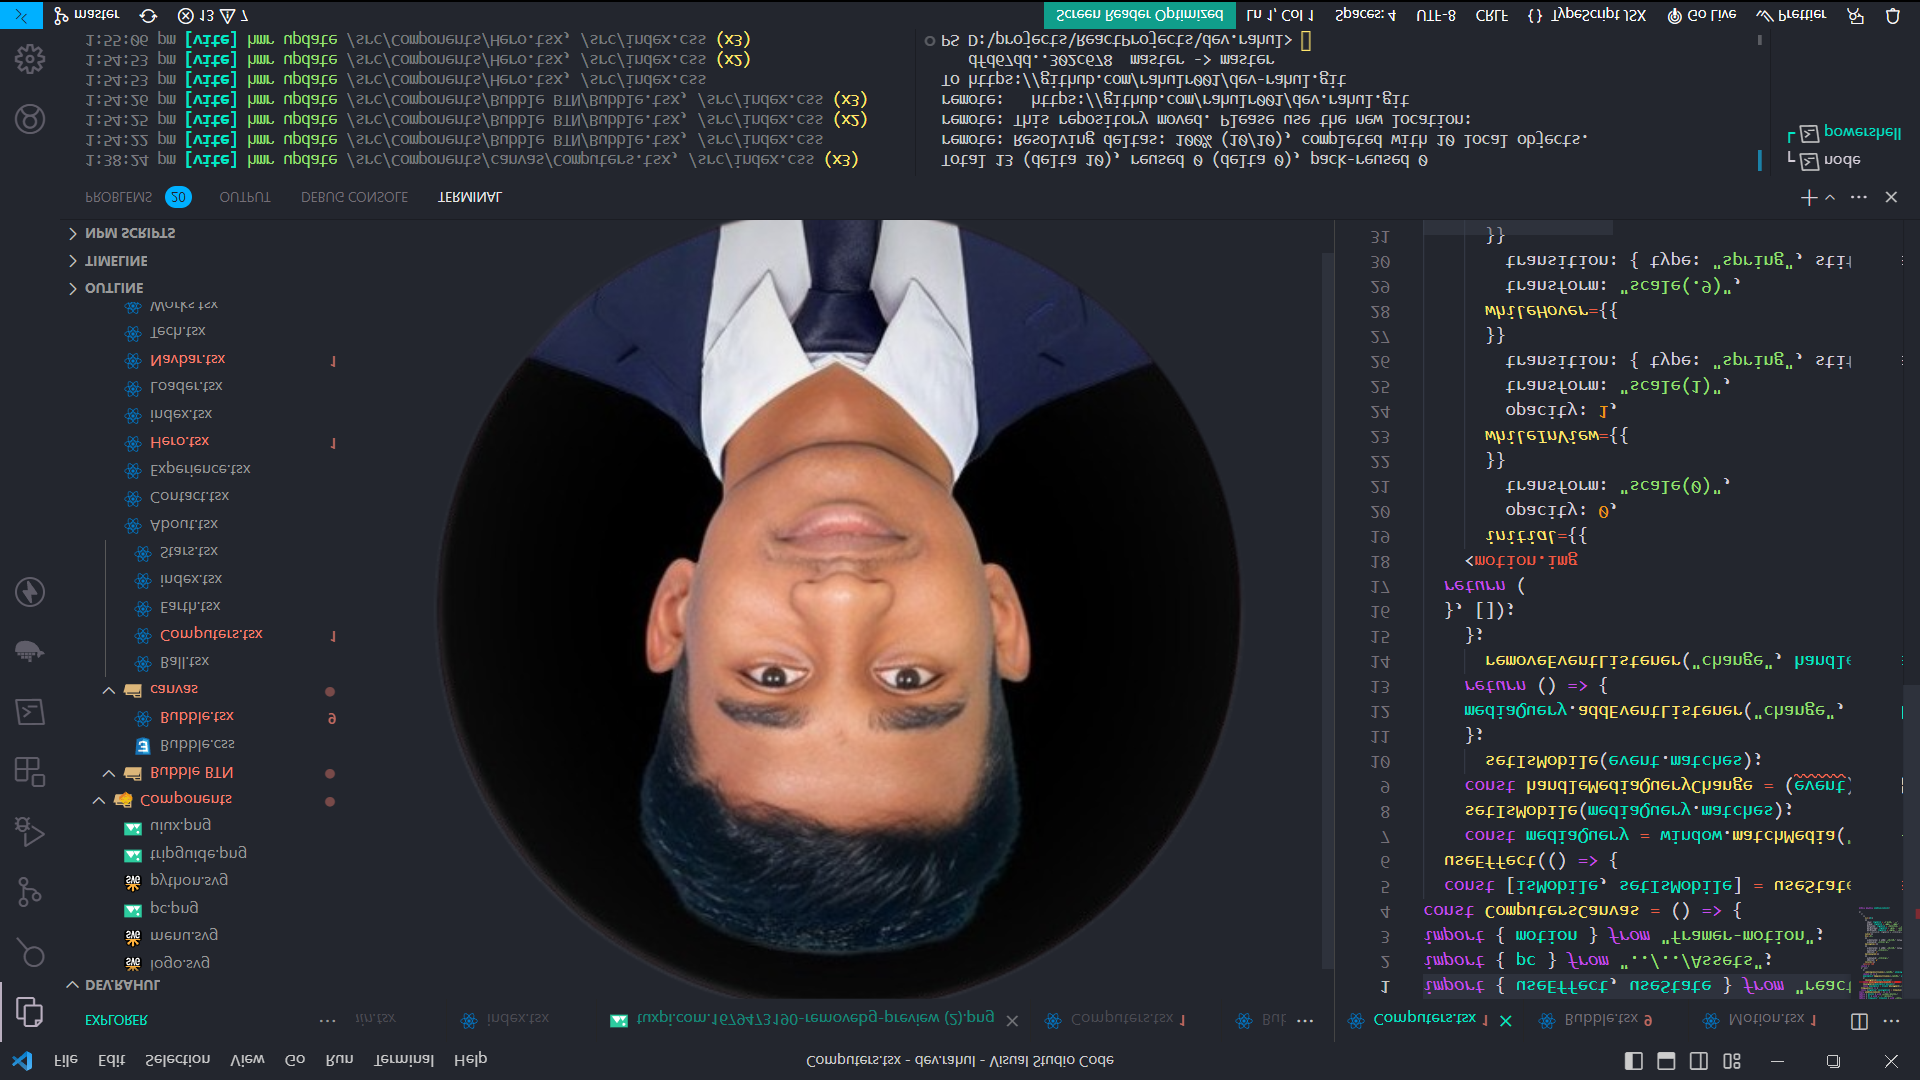 File Edit Selection View Go Run Terminal Help
Computers.tsx - dev.rahul - Visual Studio Code
EXPLORER
DEV.RAHUL
logo.svg
menu.svg
pc.png
python.svg
tripguide.png
uiux.png
Components
Bubble BTN
Bubble.css
Bubble.tsx 9
canvas
Ball.tsx
Computers.tsx 1
Earth.tsx
index.tsx
Stars.tsx
About.tsx
Contact.tsx
Experience.tsx
Hero.tsx 1
index.tsx
Loader.tsx
Navbar.tsx 1
Tech.tsx
Works.tsx
OUTLINE
TIMELINE
NPM SCRIPTS
index.tsx
tuxpi.com.1679473190-removebg-preview (2).png
Computers.tsx 1
Computers.tsx 1
Bubble.tsx 9
Motion.tsx 1
1 import { useEffect, useState } from "react
2 import { pc } from "../../Assets";
3 import { motion } from "framer-motion";
4 const ComputersCanvas = () => {
5 const [isMobile, setIsMobile] = useState
6 useEffect(() => {
7 const mediaQuery = window.matchMedia(
8 setIsMobile(mediaQuery.matches);
9 const handleMediaQueryChange = (event)
10 setIsMobile(event.matches);
11 };
12 mediaQuery.addEventListener("change",
13 return () => {
14 removeEventListener("change", handle
15 };
16 }, []);
17 return (
18 <motion.img
19 initial={{
20 opacity: 0,
21 transform: "scale(0)",
22 }}
23 whileInView={{
24 opacity: 1,
25 transform: "scale(1)",
26 transition: { type: "spring", stif
27 }}
28 whileHover={{
29 transform: "scale(.9)",
30 transition: { type: "spring", stif
31 }}
PROBLEMS 20 OUTPUT DEBUG CONSOLE TERMINAL
1:38:24 pm [vite] hmr update /src/Components/canvas/Computers.tsx, /src/index.css (x3)
1:54:22 pm [vite] hmr update /src/Components/Bubble BTN/Bubble.tsx, /src/index.css
1:54:25 pm [vite] hmr update /src/Components/Bubble BTN/Bubble.tsx, /src/index.css (x2)
1:54:26 pm [vite] hmr update /src/Components/Bubble BTN/Bubble.tsx, /src/index.css (x3)
1:54:53 pm [vite] hmr update /src/Components/Hero.tsx, /src/index.css
1:54:53 pm [vite] hmr update /src/Components/Hero.tsx, /src/index.css (x2)
1:55:06 pm [vite] hmr update /src/Components/Hero.tsx, /src/index.css (x3)
Total 13 (delta 10), reused 0 (delta 0), pack-reused 0
remote: Resolving deltas: 100% (10/10), completed with 10 local objects.
remote: This repository moved. Please use the new location:
remote: https://github.com/rahulr001/dev.rahul.git
To https://github.com/rahulr001/dev-rahul.git
dfd67dd..302c678 master -> master
PS D:\projects\ReactProjects\dev.rahul>
node
powershell
master 13 7
Screen Reader Optimized Ln 1, Col 1 Spaces: 4 UTF-8 CRLF {} TypeScript JSX Go Live Prettier